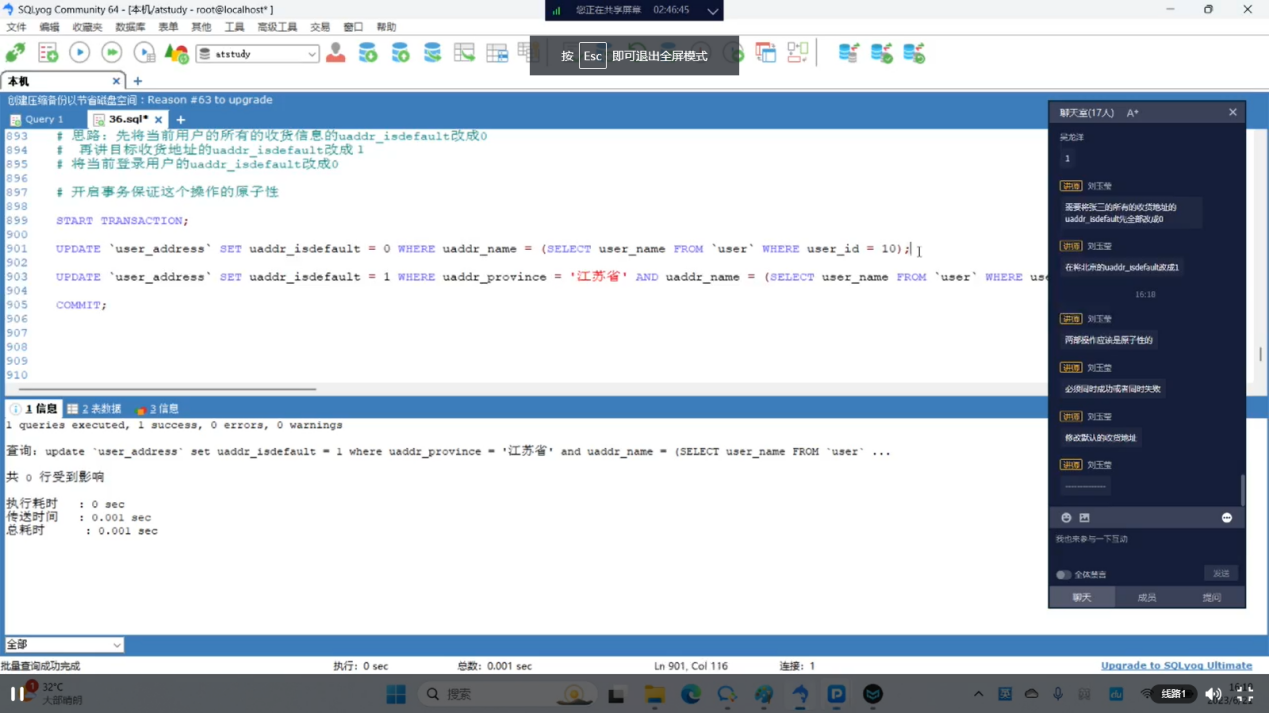 SQLyog Community 64 - [本机/atstudy - root@localhost* ]
您正在共享屏幕 02:46:45
文件 编辑 收藏夹 数据库 表单 其他 工具 高级工具 交易 窗口 帮助
atstudy
按 Esc 即可退出全屏模式
本机
创建压缩备份以节省磁盘空间：Reason #63 to upgrade
Query 1
36.sql*
893 # 思路：先将当前用户的所有的收货信息的uaddr_isdefault改成0
894 # 再讲目标收货地址的uaddr_isdefault改成1
895 # 将当前登录用户的uaddr_isdefault改成0
896
897 # 开启事务保证这个操作的原子性
898
899 START TRANSACTION;
900
901 UPDATE `user_address` SET uaddr_isdefault = 0 WHERE uaddr_name = (SELECT user_name FROM `user` WHERE user_id = 10);
902
903 UPDATE `user_address` SET uaddr_isdefault = 1 WHERE uaddr_province = '江苏省' AND uaddr_name = (SELECT user_name FROM `user` WHERE use
904
905 COMMIT;
906
907
908
909
910
聊天室(17人) A+
吴龙洋
1
讲师 刘玉莹
需要将张三的所有的收货地址的
uaddr_isdefault先全部改成0
讲师 刘玉莹
在将北京的uaddr_isdefault改成1
16:18
讲师 刘玉莹
两部操作应该是原子性的
讲师 刘玉莹
必须同时成功或者同时失败
讲师 刘玉莹
修改默认的收货地址
讲师 刘玉莹
---------------
我也来参与一下互动
全体禁言 发送
聊天 成员 提问
1 信息 2 表数据 3 信息
1 queries executed, 1 success, 0 errors, 0 warnings
查询：update `user_address` set uaddr_isdefault = 1 where uaddr_province = '江苏省' and uaddr_name = (SELECT user_name FROM `user` ...
共 0 行受到影响
执行耗时 : 0 sec
传送时间 : 0.001 sec
总耗时 : 0.001 sec
全部
批量查询成功完成 执行: 0 sec 总数: 0.001 sec Ln 901, Col 116 连接: 1 Upgrade to SQLyog Ultimate
1
32°C
大部晴朗
搜索
英
线路1